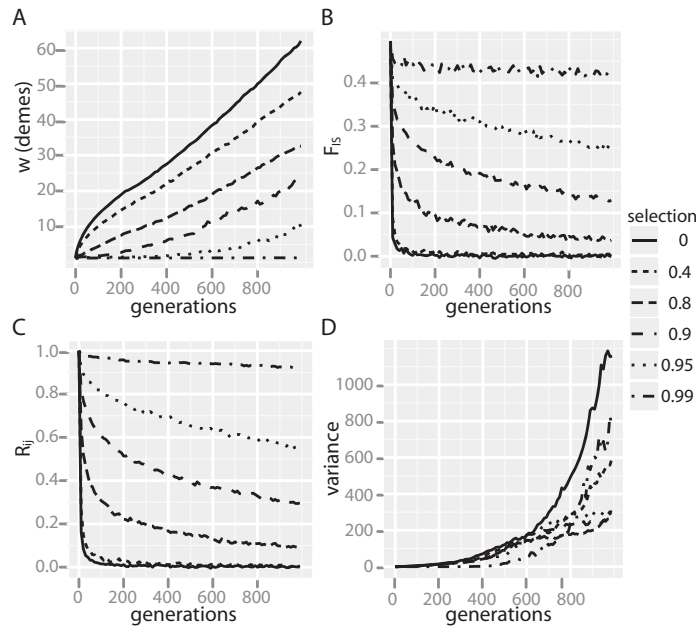 A
w (demes)
60
50
40
30
20
10
0 200 400 600 800
generations
B
F_IS
0.4
0.3
0.2
0.1
0.0
0 200 400 600 800
generations
selection
0
0.4
0.8
0.9
0.95
0.99
C
R_ij
1.0
0.8
0.6
0.4
0.2
0.0
0 200 400 600 800
generations
D
variance
1000
800
600
400
200
0
0 200 400 600 800
generations